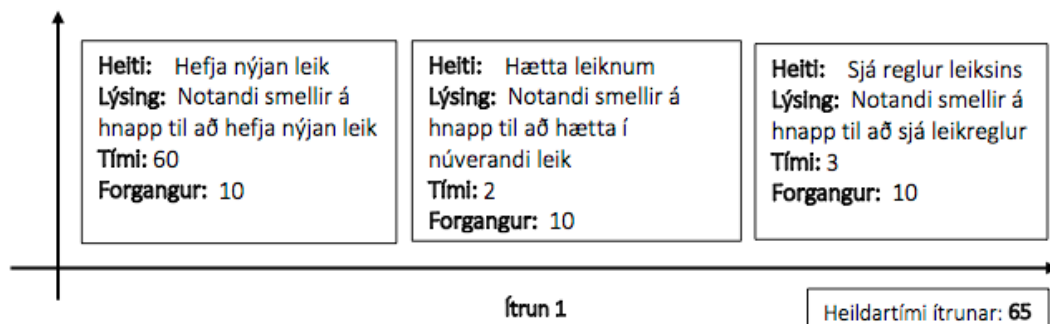 Heiti: Hefja nýjan leik
Lýsing: Notandi smellir á
hnapp til að hefja nýjan leik
Tími: 60
Forgangur: 10
Heiti: Hætta leiknum
Lýsing: Notandi smellir á
hnapp til að hætta í
núverandi leik
Tími: 2
Forgangur: 10
Heiti: Sjá reglur leiksins
Lýsing: Notandi smellir á
hnapp til að sjá leikreglur
Tími: 3
Forgangur: 10
Ítrun 1
Heildartími ítrunar: 65